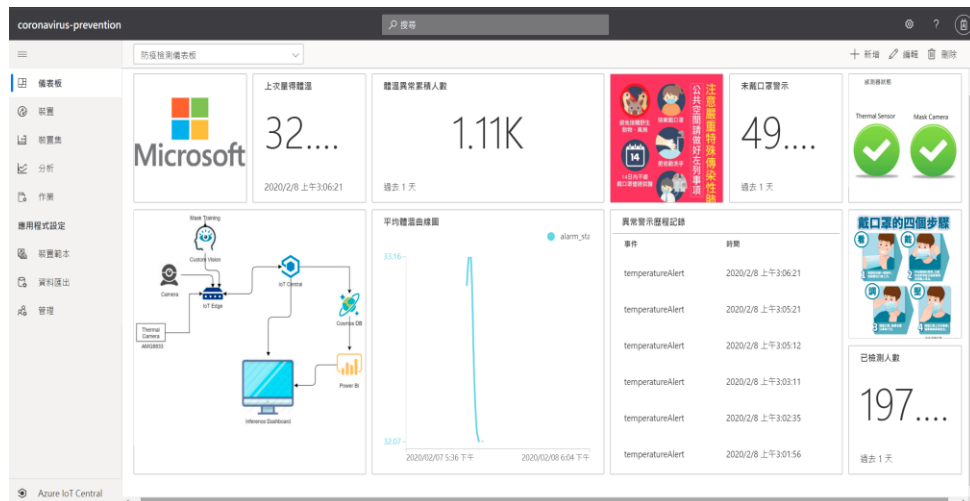 coronavirus-prevention
搜尋
?
防疫檢測儀表板
新增
編輯
刪除
儀表板
裝置
裝置集
分析
作業
應用程式設定
裝置範本
資料匯出
管理
Azure IoT Central
Microsoft
上次量得體溫
32....
2020/2/8 上午3:06:21
體溫異常累積人數
1.11K
過去 1 天
注意嚴重特殊傳染性肺
公共空間請做好左列事項
14
未戴口罩警示
49....
過去 1 天
感測器狀態
Thermal Sensor
Mask Camera
Mask Training
Custom Vision
Camera
IoT Edge
IoT Central
Thermal
Camera
AMG8833
Cosmos DB
Power BI
Inference Dashboard
平均體溫曲線圖
alarm_stz
33.16
32.07
2020/02/07 5:36 下午
2020/02/08 6:04 下午
異常警示歷程記錄
事件
時間
temperatureAlert
2020/2/8 上午3:06:21
temperatureAlert
2020/2/8 上午3:05:21
temperatureAlert
2020/2/8 上午3:05:12
temperatureAlert
2020/2/8 上午3:03:11
temperatureAlert
2020/2/8 上午3:02:35
temperatureAlert
2020/2/8 上午3:01:56
戴口罩的四個步驟
看
戴
1
2
壓
3
4
已檢測人數
197....
過去 1 天